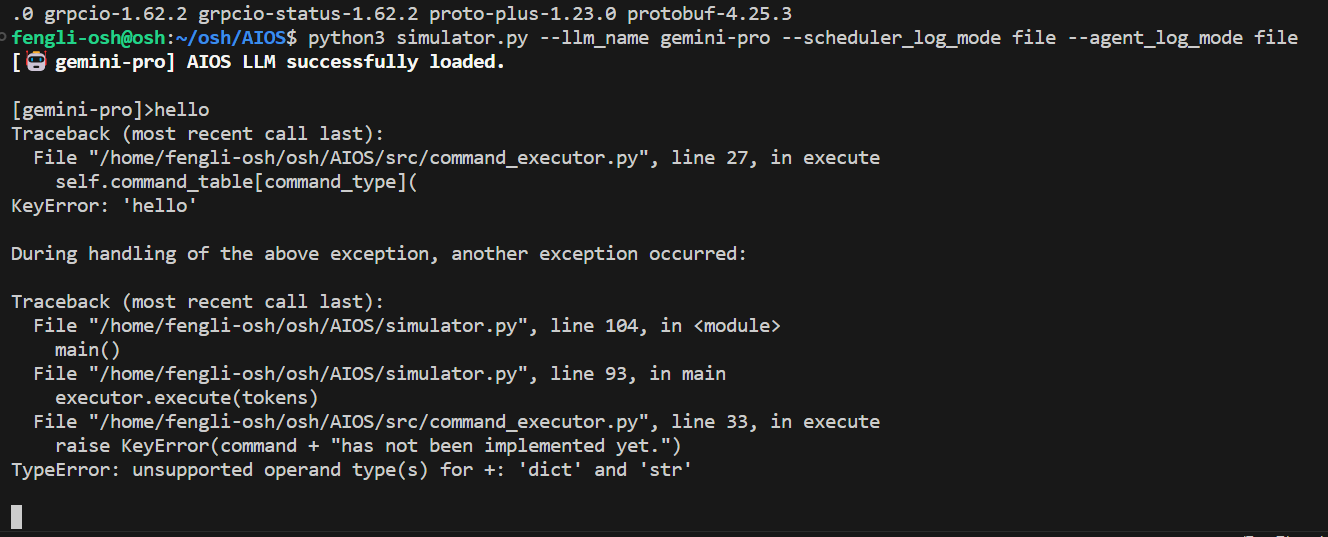 .0 grpcio-1.62.2 grpcio-status-1.62.2 proto-plus-1.23.0 protobuf-4.25.3
fengli-osh@osh:~/osh/AIOS$ python3 simulator.py --llm_name gemini-pro --scheduler_log_mode file --agent_log_mode file
[🤖 gemini-pro] AIOS LLM successfully loaded.
[gemini-pro]>hello
Traceback (most recent call last):
File "/home/fengli-osh/osh/AIOS/src/command_executor.py", line 27, in execute
self.command_table[command_type](
KeyError: 'hello'
During handling of the above exception, another exception occurred:
Traceback (most recent call last):
File "/home/fengli-osh/osh/AIOS/simulator.py", line 104, in <module>
main()
File "/home/fengli-osh/osh/AIOS/simulator.py", line 93, in main
executor.execute(tokens)
File "/home/fengli-osh/osh/AIOS/src/command_executor.py", line 33, in execute
raise KeyError(command + "has not been implemented yet.")
TypeError: unsupported operand type(s) for +: 'dict' and 'str'